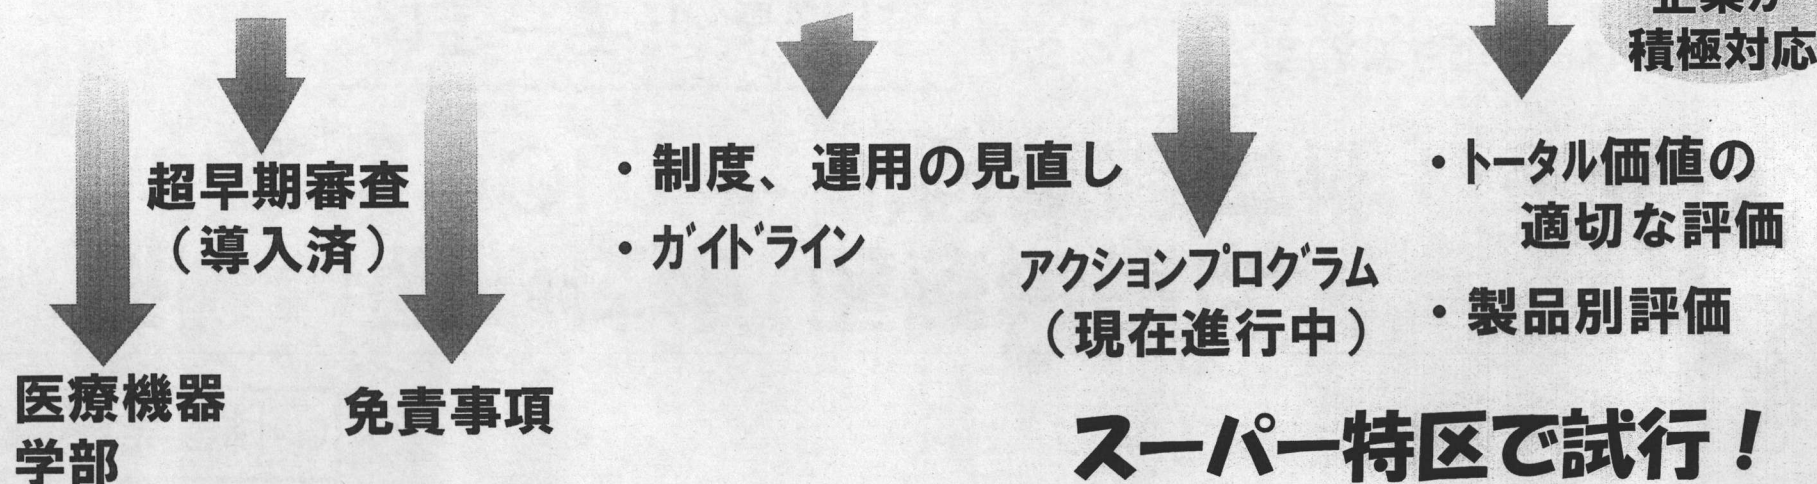 企業が
積極対応
超早期審査
（導入済）
・制度、運用の見直し
・ガイドライン
アクションプログラム
（現在進行中）
・トータル価値の
適切な評価
・製品別評価
医療機器
学部
免責事項
スーパー特区で試行！